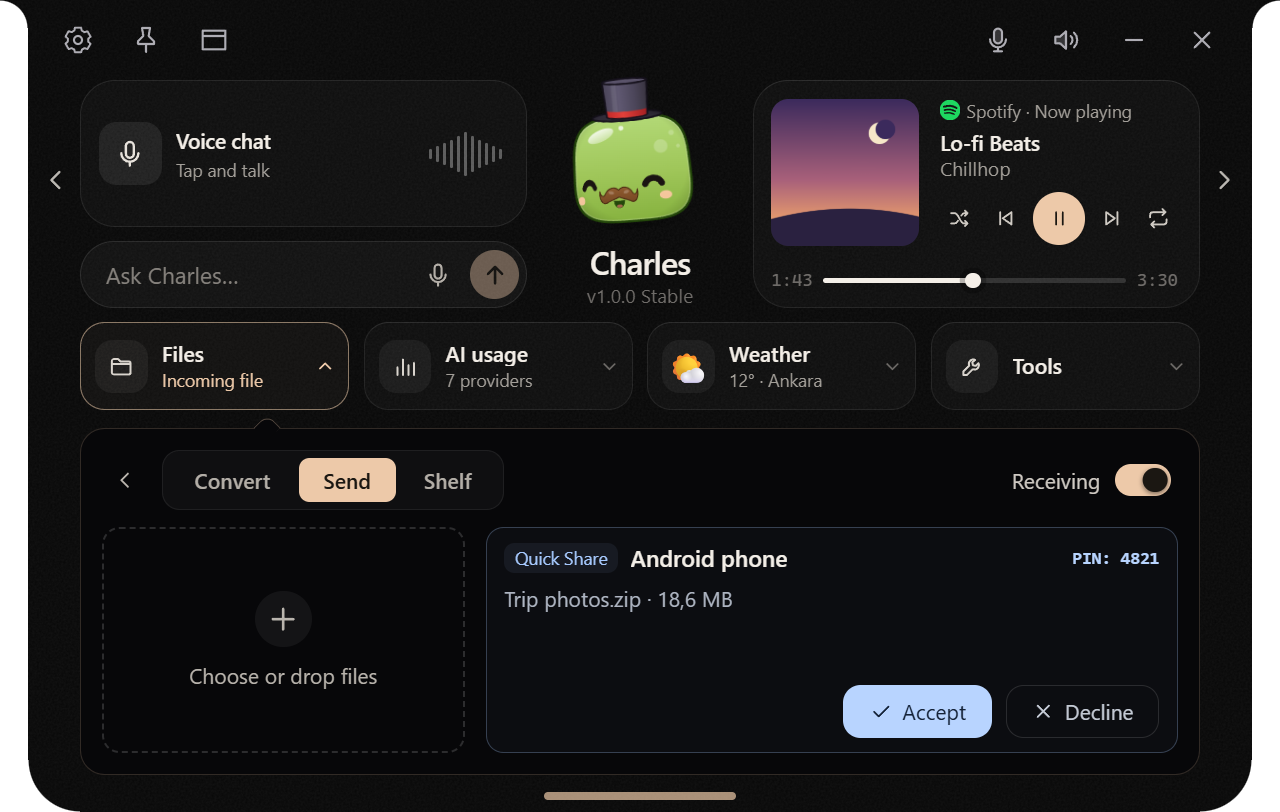 Voice chat
Tap and talk
Ask Charles...
Charles
v1.0.0 Stable
Spotify · Now playing
Lo-fi Beats
Chillhop
1:43
3:30
Files
Incoming file
AI usage
7 providers
Weather
12° · Ankara
Tools
Convert
Send
Shelf
Receiving
Choose or drop files
Quick Share
Android phone
PIN: 4821
Trip photos.zip · 18,6 MB
Accept
Decline